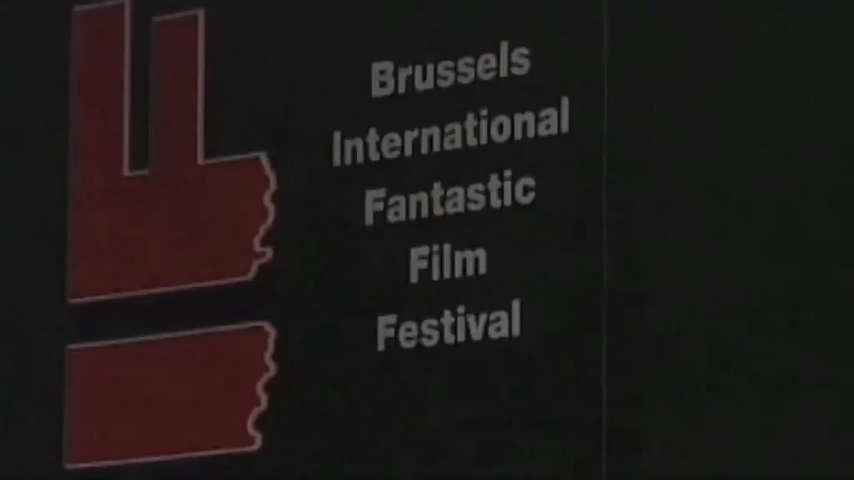 Brussels
International
Fantastic
Film
Festival